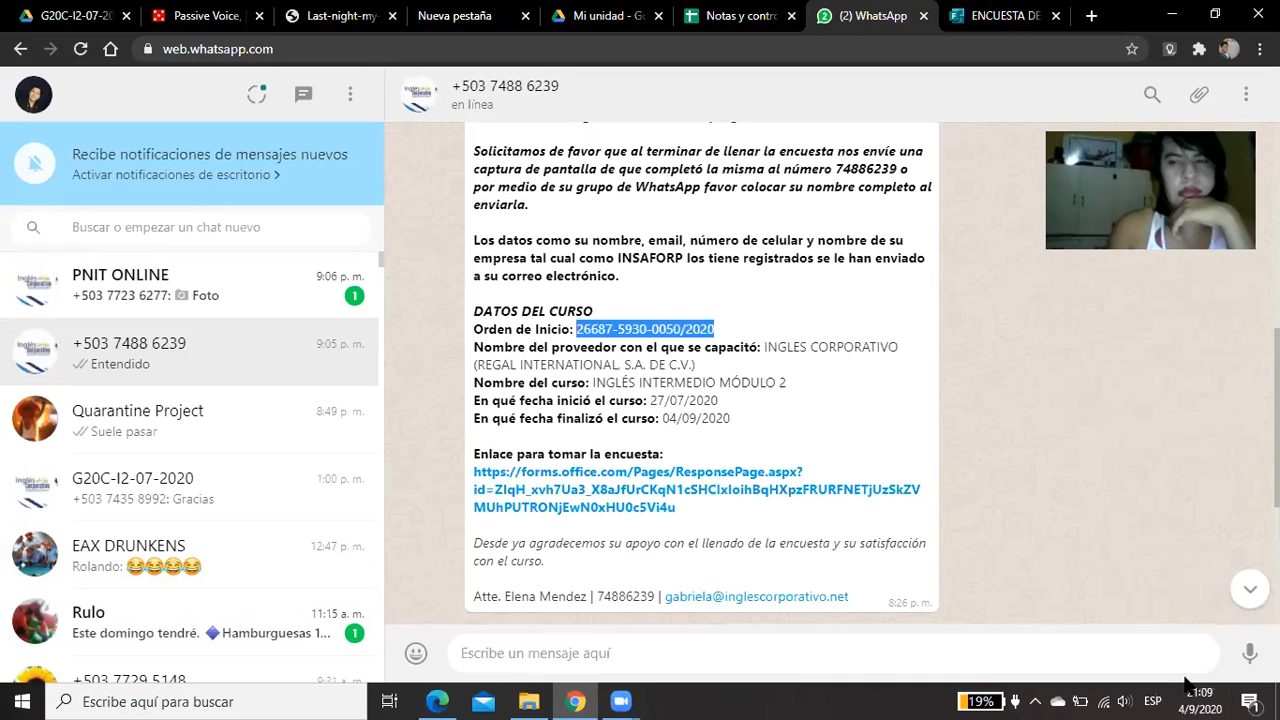 G20C-I2-07-20
Passive Voice,
Last-night-my
Nueva pestaña
Mi unidad - Go
Notas y contro
(2) WhatsApp
ENCUESTA DE
web.whatsapp.com
+503 7488 6239
en línea
Recibe notificaciones de mensajes nuevos
Activar notificaciones de escritorio >
Buscar o empezar un chat nuevo
PNIT ONLINE
9:06 p. m.
+503 7723 6277: Foto
1
+503 7488 6239
9:05 p. m.
Entendido
Quarantine Project
8:49 p. m.
Suele pasar
G20C-I2-07-2020
1:00 p. m.
+503 7435 8992: Gracias
EAX DRUNKENS
12:47 p. m.
Rolando: 😂😂😂😂
Rulo
11:15 a. m.
Este domingo tendré. 🔷Hamburguesas 1...
1
+503 7729 5148
9:31 a. m.
Solicitamos de favor que al terminar de llenar la encuesta nos envíe una
captura de pantalla de que completó la misma al número 74886239 o
por medio de su grupo de WhatsApp favor colocar su nombre completo al
enviarla.
Los datos como su nombre, email, número de celular y nombre de su
empresa tal cual como INSAFORP los tiene registrados se le han enviado
a su correo electrónico.
DATOS DEL CURSO
Orden de Inicio: 26687-5930-0050/2020
Nombre del proveedor con el que se capacitó: INGLES CORPORATIVO
(REGAL INTERNATIONAL, S.A. DE C.V.)
Nombre del curso: INGLÉS INTERMEDIO MÓDULO 2
En qué fecha inició el curso: 27/07/2020
En qué fecha finalizó el curso: 04/09/2020
Enlace para tomar la encuesta:
https://forms.office.com/Pages/ResponsePage.aspx?
id=ZIqH_xvh7Ua3_X8aJfUrCKqN1cSHClxIoihBqHXpzFRURFNETjUzSkZV
MUhPUTRONjEwN0xHU0c5Vi4u
Desde ya agradecemos su apoyo con el llenado de la encuesta y su satisfacción
con el curso.
Atte. Elena Mendez | 74886239 | gabriela@inglescorporativo.net
8:26 p. m.
Escribe un mensaje aquí
Escribe aquí para buscar
19%
ESP
21:09
4/9/2020
1